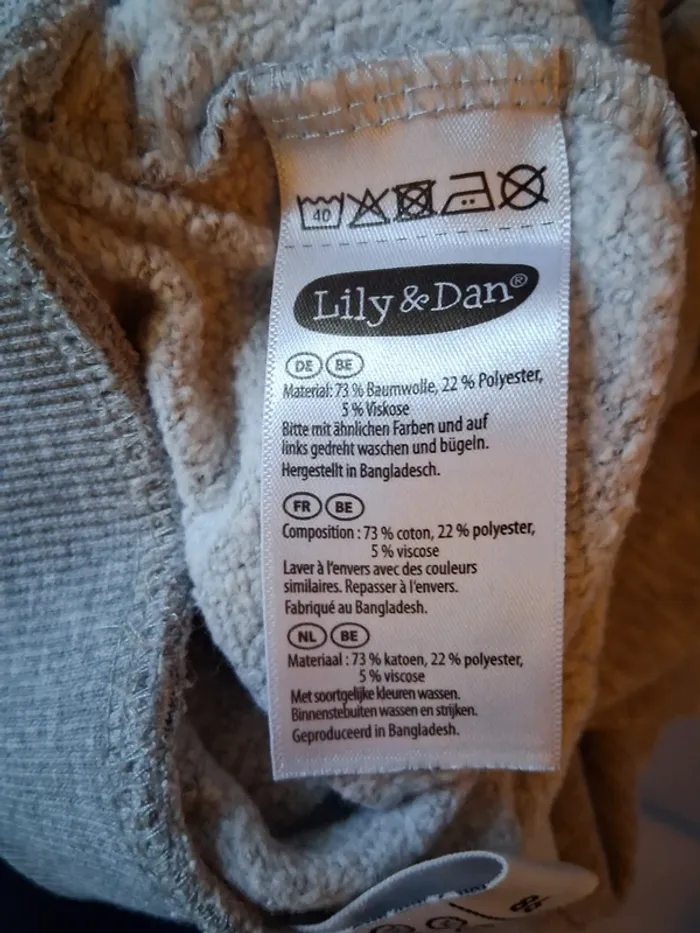 40
Lily & Dan®
DE BE
Material: 73 % Baumwolle, 22 % Polyester,
5 % Viskose
Bitte mit ähnlichen Farben und auf
links gedreht waschen und bügeln.
Hergestellt in Bangladesch.
FR BE
Composition : 73 % coton, 22 % polyester,
5 % viscose
Laver à l'envers avec des couleurs
similaires. Repasser à l'envers.
Fabriqué au Bangladesh.
NL BE
Materiaal : 73 % katoen, 22 % polyester,
5 % viscose
Met soortgelijke kleuren wassen.
Binnenstebuiten wassen en strijken.
Geproduceerd in Bangladesh.